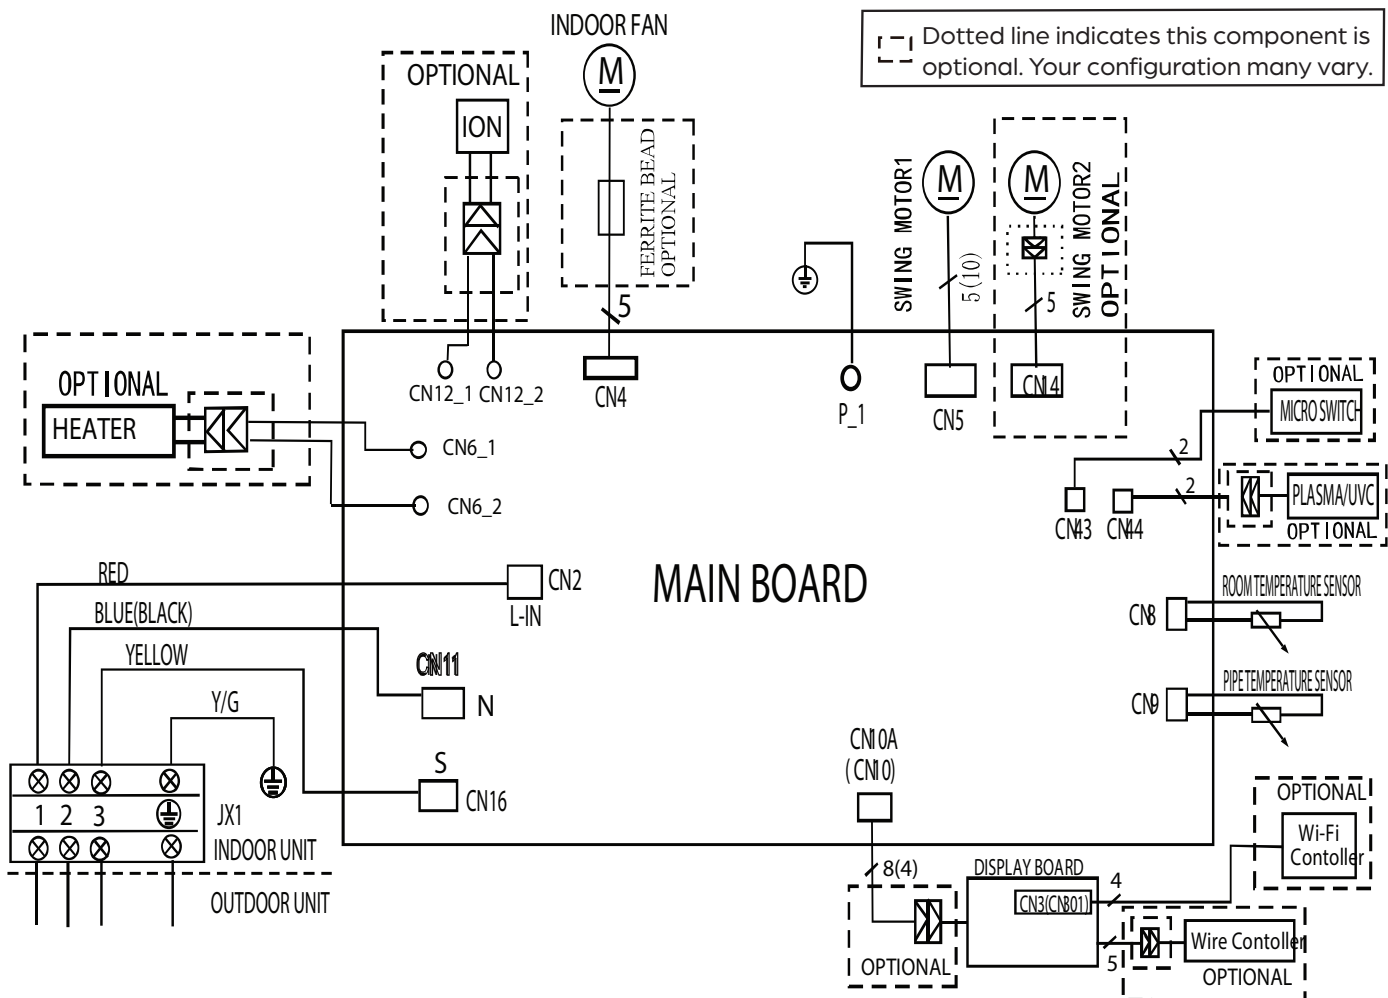 INDOOR FAN
M
Dotted line indicates this component is
optional. Your configuration many vary.
OPTIONAL
ION
FERRITE BEAD
OPTIONAL
5
SWING MOTOR1
M
5(10)
M
5
SWING MOTOR2
OPTIONAL
OPTIONAL
HEATER
CN12_1
CN12_2
CN4
P_1
CN5
CN14
OPTIONAL
MICRO SWITCH
CN6_1
CN6_2
2
2
CN43
CN44
PLASMA/UVC
OPTIONAL
MAIN BOARD
RED
CN2
L-IN
BLUE(BLACK)
YELLOW
CN11
N
Y/G
S
CN16
CN8
ROOM TEMPERATURE SENSOR
CN9
PIPE TEMPERATURE SENSOR
1 2 3
JX1
INDOOR UNIT
OUTDOOR UNIT
CN10A
(CN10)
8(4)
OPTIONAL
DISPLAY BOARD
CN3(CN301)
4
5
OPTIONAL
Wi-Fi
Contoller
Wire Contoller
OPTIONAL